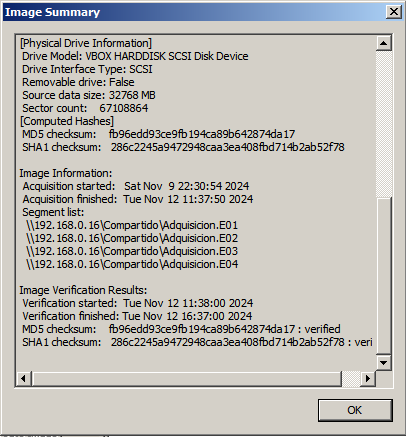 Image Summary
[Physical Drive Information]
Drive Model: VBOX HARDDISK SCSI Disk Device
Drive Interface Type: SCSI
Removable drive: False
Source data size: 32768 MB
Sector count: 67108864
[Computed Hashes]
MD5 checksum: fb96edd93ce9fb194ca89b642874da17
SHA1 checksum: 286c2245a9472948caa3ea408fbd714b2ab52f78
Image Information:
Acquisition started: Sat Nov 9 22:30:54 2024
Acquisition finished: Tue Nov 12 11:37:50 2024
Segment list:
\\192.168.0.16\Compartido\Adquisicion.E01
\\192.168.0.16\Compartido\Adquisicion.E02
\\192.168.0.16\Compartido\Adquisicion.E03
\\192.168.0.16\Compartido\Adquisicion.E04
Image Verification Results:
Verification started: Tue Nov 12 11:38:00 2024
Verification finished: Tue Nov 12 16:37:00 2024
MD5 checksum: fb96edd93ce9fb194ca89b642874da17 : verified
SHA1 checksum: 286c2245a9472948caa3ea408fbd714b2ab52f78 : veri
OK